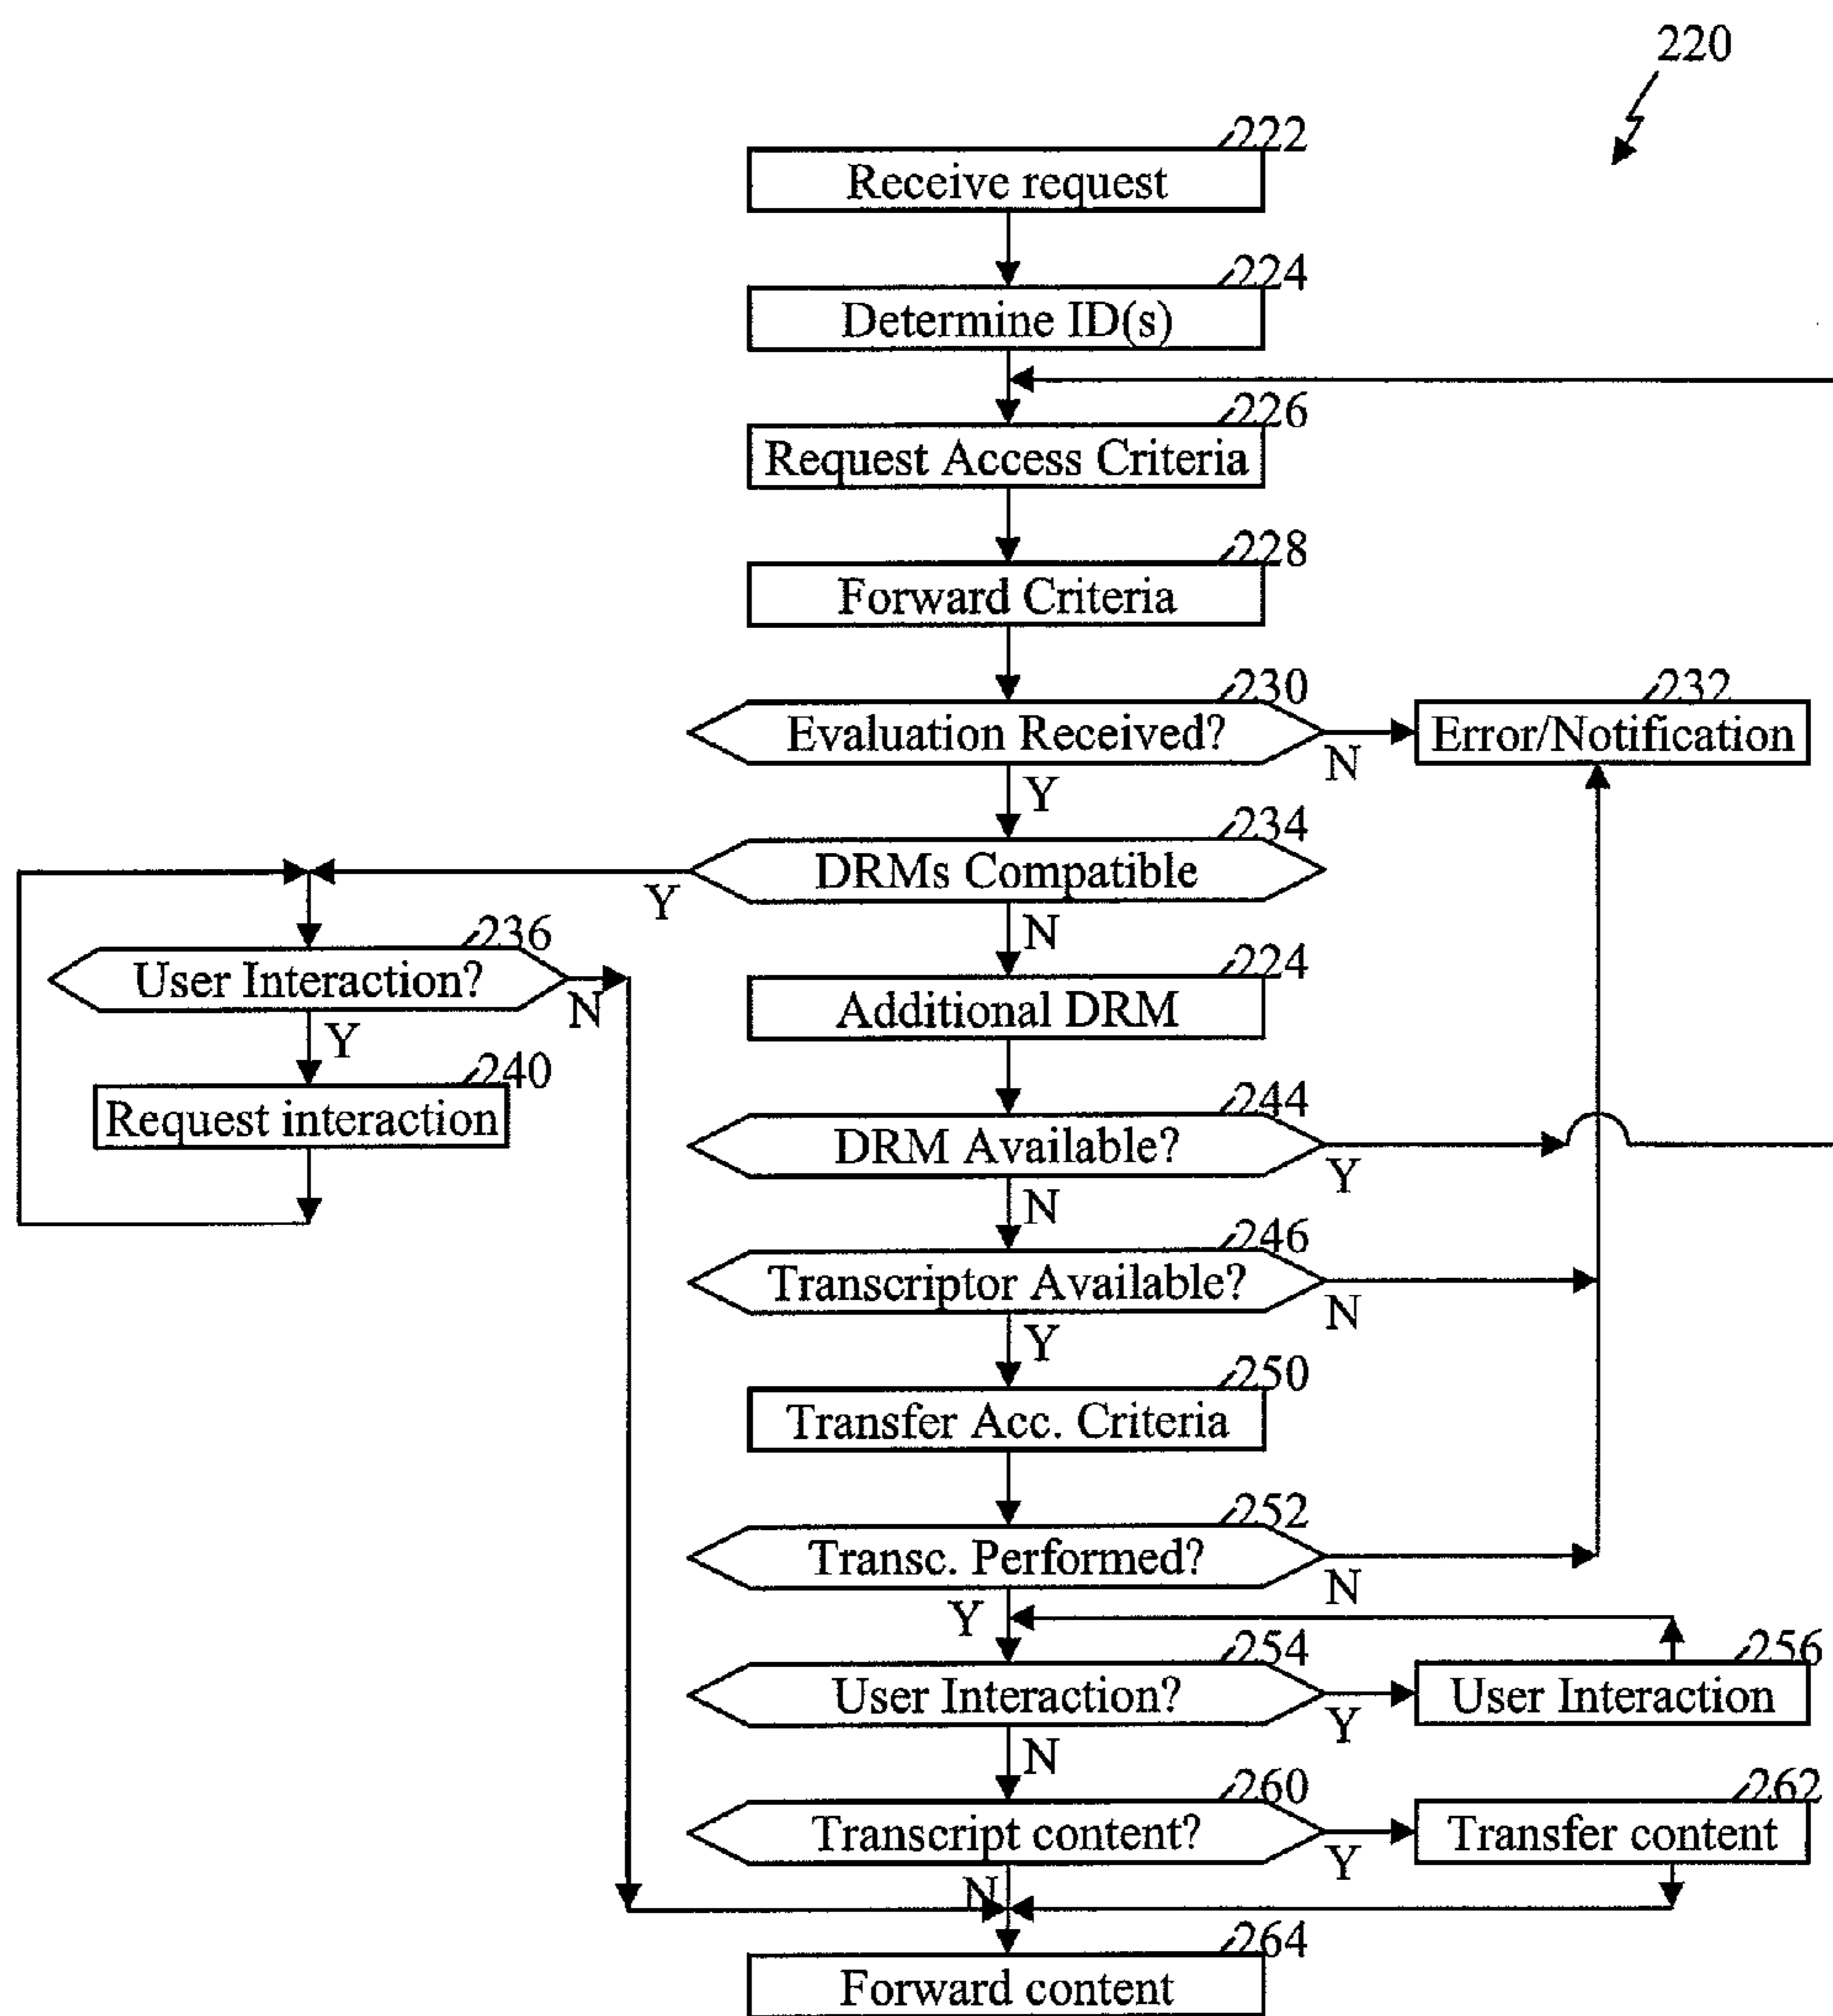 220
222
Receive request
224
Determine ID(s)
226
Request Access Criteria
228
Forward Criteria
230
Evaluation Received?
N
232
Error/Notification
Y
234
DRMs Compatible
Y
N
236
User Interaction?
N
Y
240
Request interaction
224
Additional DRM
244
DRM Available?
Y
N
246
Transcriptor Available?
N
Y
250
Transfer Acc. Criteria
252
Transc. Performed?
N
Y
254
User Interaction?
Y
256
User Interaction
N
260
Transcript content?
Y
262
Transfer content
N
264
Forward content